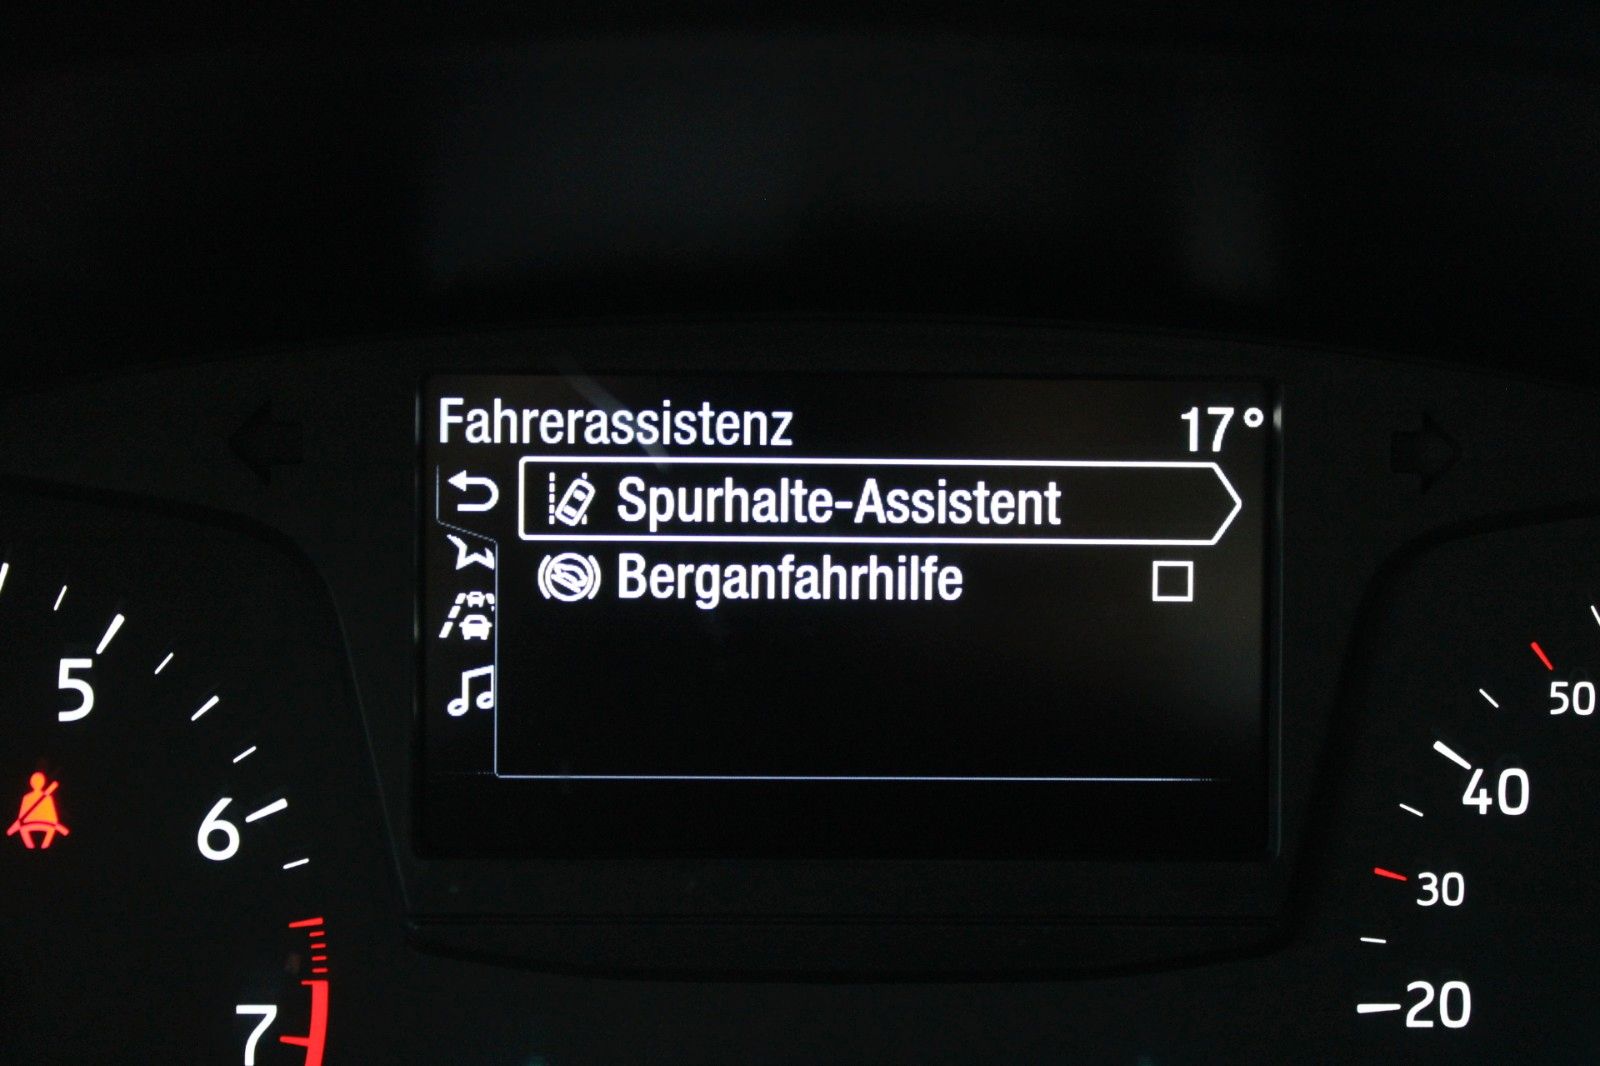 Fahrerassistenz 17°
Spurhalte-Assistent
Berganfahrhilfe
5
6
7
50
40
30
20